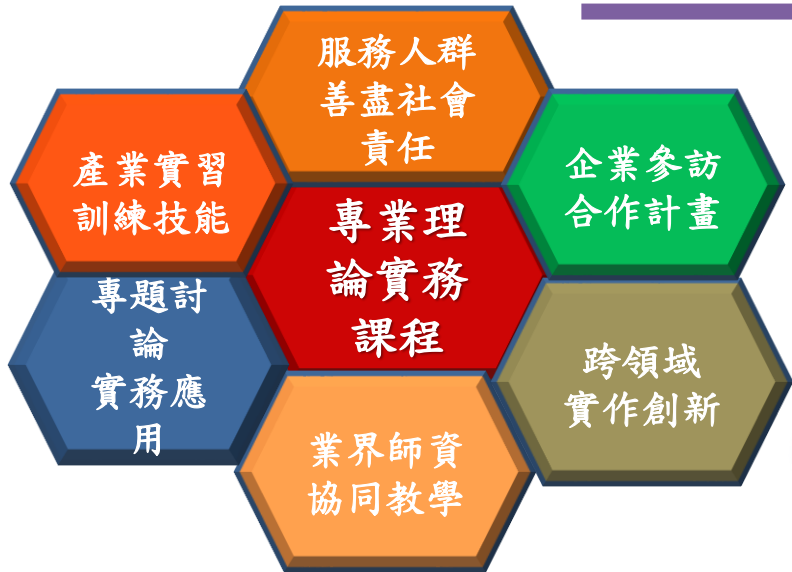 服務人群
善盡社會
責任
產業實習
訓練技能
企業參訪
合作計畫
專業理
論實務
課程
專題討
論
實務應
用
跨領域
實作創新
業界師資
協同教學